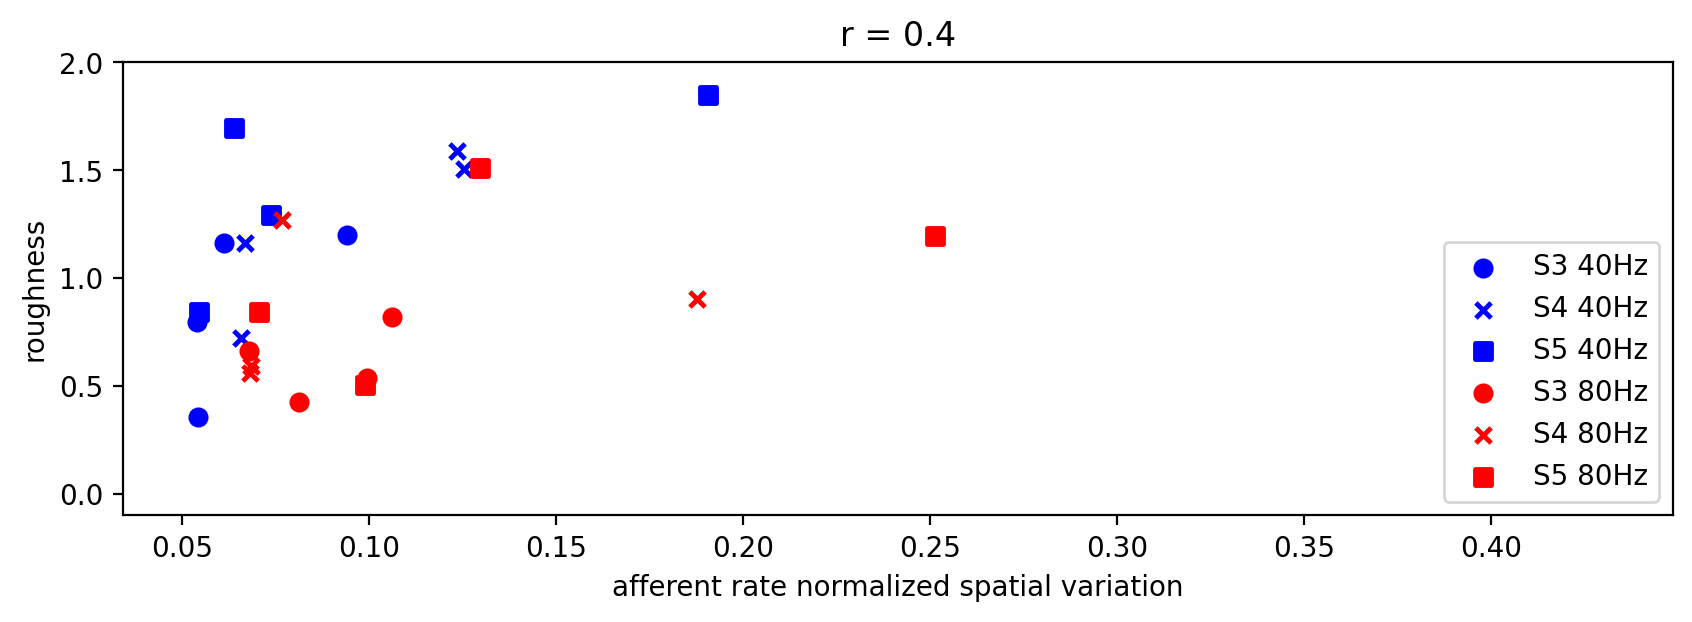 r = 0.4
2.0
1.5
1.0
0.5
0.0
roughness
0.05 0.10 0.15 0.20 0.25 0.30 0.35 0.40
afferent rate normalized spatial variation
S3 40Hz
S4 40Hz
S5 40Hz
S3 80Hz
S4 80Hz
S5 80Hz